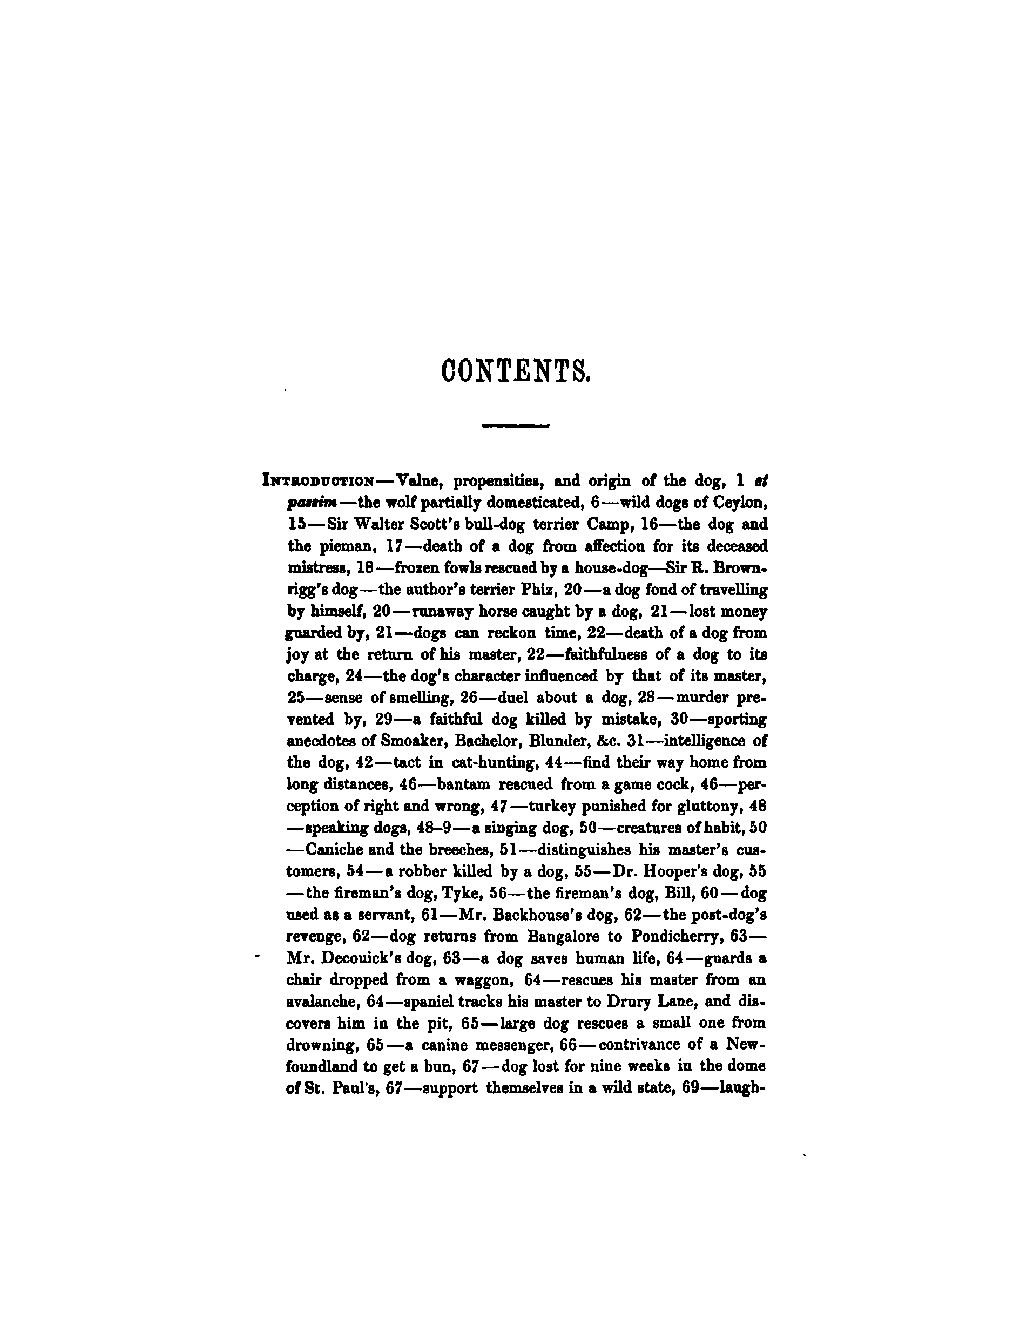 CONTENTS.
INTRODUCTION—Value, propensities, and origin of the dog, 1 et
passim—the wolf partially domesticated, 6—wild dogs of Ceylon,
15—Sir Walter Scott's bull-dog terrier Camp, 16—the dog and
the pieman, 17—death of a dog from affection for its deceased
mistress, 18—frozen fowls rescued by a house-dog—Sir R. Brown-
rigg's dog—the author's terrier Phiz, 20—a dog fond of travelling
by himself, 20—runaway horse caught by a dog, 21—lost money
guarded by, 21—dogs can reckon time, 22—death of a dog from
joy at the return of his master, 22—faithfulness of a dog to its
charge, 24—the dog's character influenced by that of its master,
25—sense of smelling, 26—duel about a dog, 28—murder pre-
vented by, 29—a faithful dog killed by mistake, 30—sporting
anecdotes of Smoaker, Bachelor, Blunder, &c. 31—intelligence of
the dog, 42—tact in cat-hunting, 44—find their way home from
long distances, 46—bantam rescued from a game cock, 46—per-
ception of right and wrong, 47—turkey punished for gluttony, 48
—speaking dogs, 48-9—a singing dog, 50—creatures of habit, 50
—Caniche and the breeches, 51—distinguishes his master's cus-
tomers, 54—a robber killed by a dog, 55—Dr. Hooper's dog, 55
—the fireman's dog, Tyke, 56—the fireman's dog, Bill, 60—dog
used as a servant, 61—Mr. Backhouse's dog, 62—the post-dog's
revenge, 62—dog returns from Bangalore to Pondicherry, 63—
Mr. Decouick's dog, 63—a dog saves human life, 64—guards a
chair dropped from a waggon, 64—rescues his master from an
avalanche, 64—spaniel tracks his master to Drury Lane, and dis-
covers him in the pit, 65—large dog rescues a small one from
drowning, 65—a canine messenger, 66—contrivance of a New-
foundland to get a bun, 67—dog lost for nine weeks in the dome
of St. Paul's, 67—support themselves in a wild state, 69—laugh-